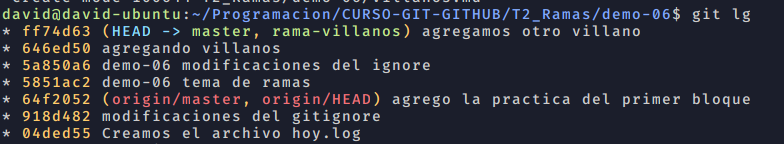 david@david-ubuntu:~/Programacion/CURSO-GIT-GITHUB/T2_Ramas/demo-06$ git lg
* ff74d63 (HEAD -> master, rama-villanos) agregamos otro villano
* 646ed50 agregando villanos
* 5a850a6 demo-06 modificaciones del ignore
* 5851ac2 demo-06 tema de ramas
* 64f2052 (origin/master, origin/HEAD) agrego la practica del primer bloque
* 918d482 modificaciones del gitignore
* 04ded55 Creamos el archivo hoy.log